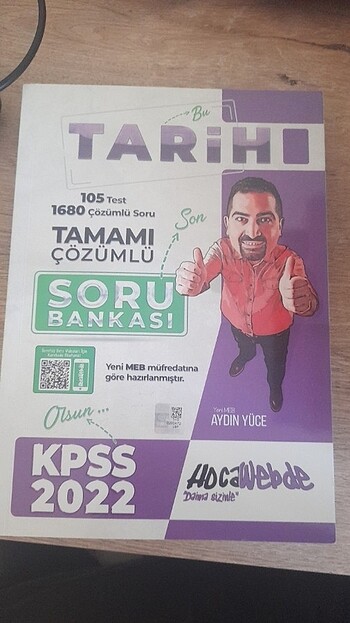 Bu
TARİH
105 Test
1680 Çözümlü Soru
Son
TAMAMI
ÇÖZÜMLÜ
SORU
BANKASI
Yeni MEB müfredatına
göre hazırlanmıştır.
Olsun ...
AYDIN YÜCE
KPSS
2022
HocaWebde
"Daima sizinle"